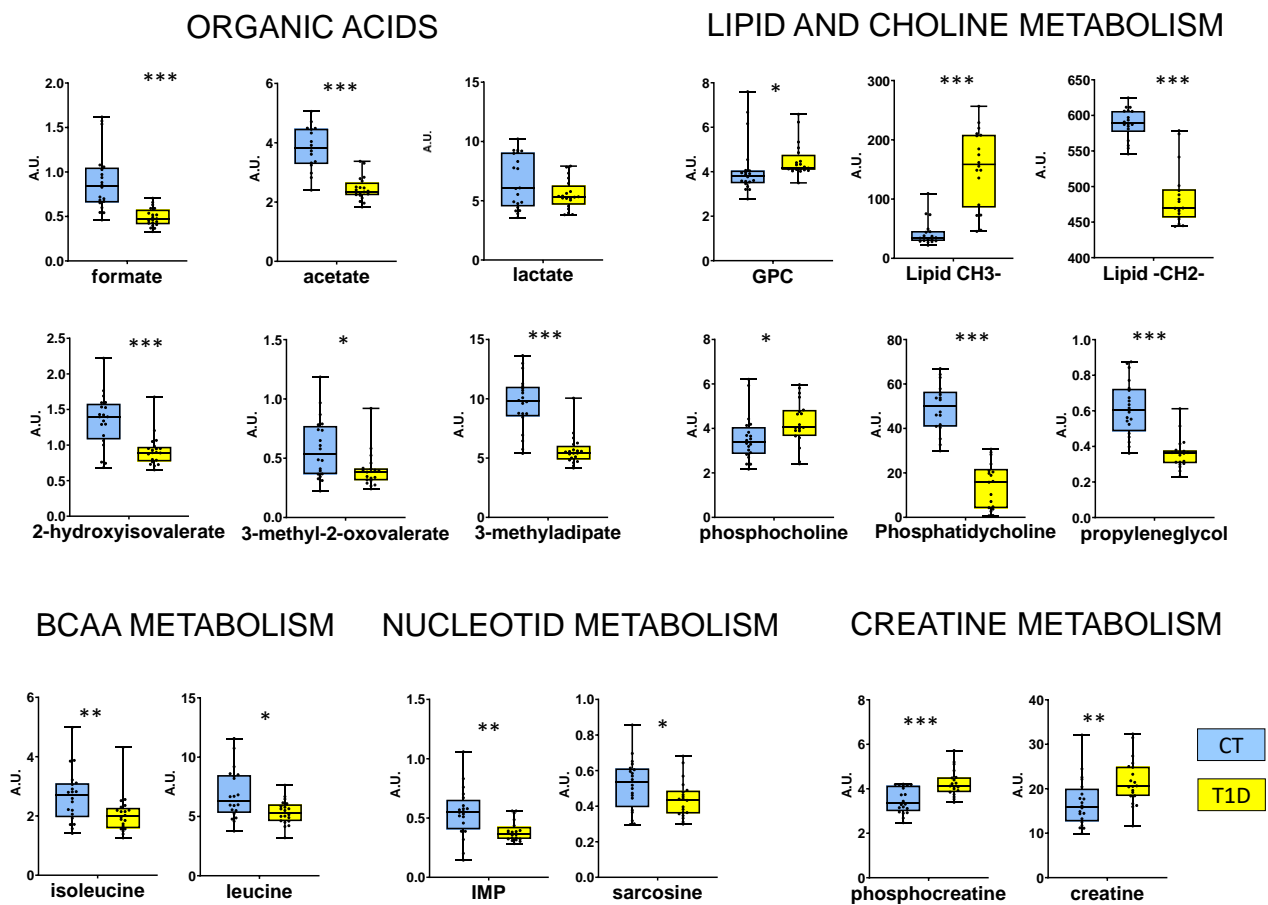 ORGANIC ACIDS
LIPID AND CHOLINE METABOLISM
2.0
1.5
1.0
0.5
0.0
A.U.
***
formate
6
4
2
0
A.U.
***
acetate
15
10
5
0
A.U.
lactate
8
6
4
2
0
A.U.
*
GPC
300
200
100
0
A.U.
***
Lipid CH3-
650
600
550
500
450
400
A.U.
***
Lipid -CH2-
2.5
2.0
1.5
1.0
0.5
0.0
A.U.
***
2-hydroxyisovalerate
1.5
1.0
0.5
0.0
A.U.
*
3-methyl-2-oxovalerate
15
10
5
0
A.U.
***
3-methyladipate
8
6
4
2
0
A.U.
*
phosphocholine
80
60
40
20
0
A.U.
***
Phosphatidycholine
1.0
0.8
0.6
0.4
0.2
0.0
A.U.
***
propyleneglycol
BCAA METABOLISM
NUCLEOTID METABOLISM
CREATINE METABOLISM
6
4
2
0
A.U.
**
isoleucine
15
10
5
0
A.U.
*
leucine
1.5
1.0
0.5
0.0
A.U.
**
IMP
1.0
0.8
0.6
0.4
0.2
0.0
A.U.
*
sarcosine
8
6
4
2
0
A.U.
***
phosphocreatine
40
30
20
10
0
A.U.
**
creatine
CT
T1D